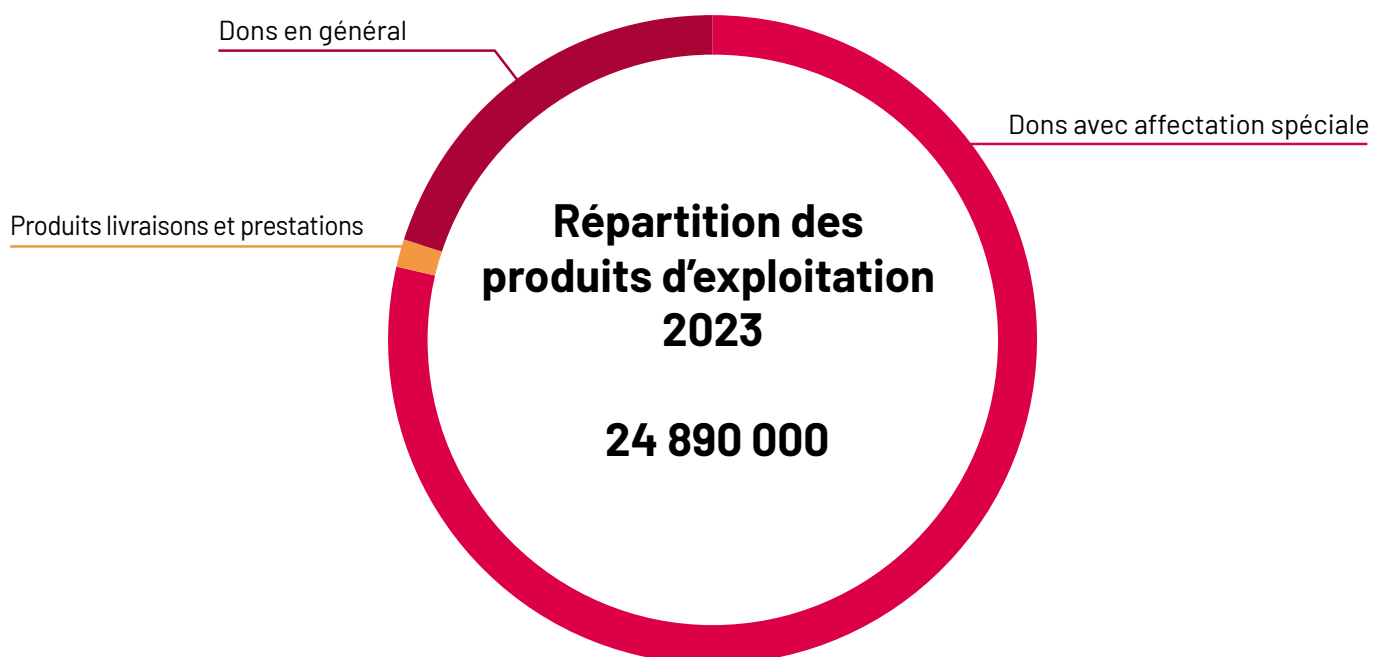 Dons en général
Dons avec affectation spéciale
Produits livraisons et prestations
Répartition des
produits d’exploitation
2023
24 890 000